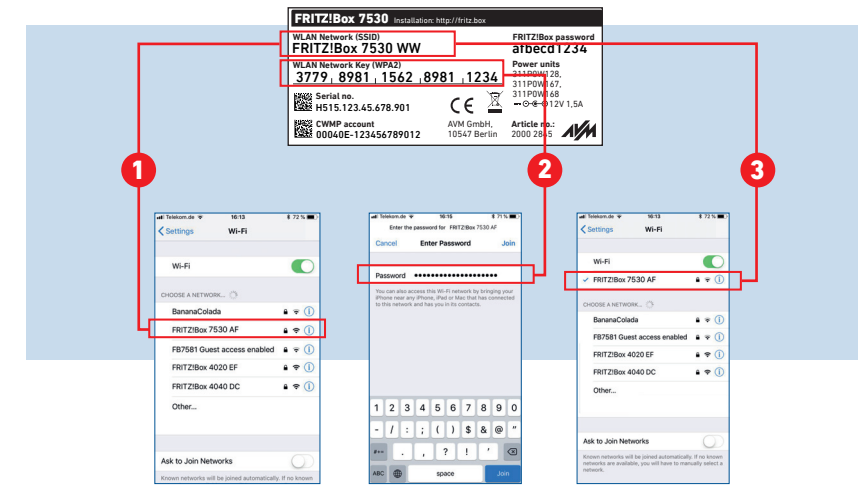 FRITZ!Box 7530 Installation: http://fritz.box
WLAN Network (SSID)
FRITZ!Box 7530 WW
FRITZ!Box password
afbecd1234
WLAN Network Key (WPA2)
3779 8981 1562 8981 1234
Power units
311P0W128,
311P0W167,
311P0W168
12V 1,5A
Serial no.
H515.123.45.678.901
CE
CWMP account
00040E-123456789012
AVM GmbH,
10547 Berlin
Article no.:
2000 2845
AVM
1
2
3
Telekom.de 16:13 72 %
Settings Wi-Fi
Wi-Fi
CHOOSE A NETWORK...
BananaColada
FRITZ!Box 7530 AF
FB7581 Guest access enabled
FRITZ!Box 4020 EF
FRITZ!Box 4040 DC
Other...
Ask to Join Networks
Known networks will be joined automatically. If no known
Telekom.de 16:15 71 %
Enter the password for FRITZ!Box 7530 AF
Cancel Enter Password Join
Password ••••••••••••••••••••
You can also access this Wi-Fi network by bringing your
iPhone near any iPhone, iPad or Mac that has connected
to this network and has you in its contacts.
1 2 3 4 5 6 7 8 9 0
- / : ; ( ) $ & @ "
#+= . , ? ! '
ABC space Join
Telekom.de 16:13 72 %
Settings Wi-Fi
Wi-Fi
FRITZ!Box 7530 AF
CHOOSE A NETWORK...
BananaColada
FB7581 Guest access enabled
FRITZ!Box 4020 EF
FRITZ!Box 4040 DC
Other...
Ask to Join Networks
Known networks will be joined automatically. If no known
networks are available, you will have to manually select a
network.